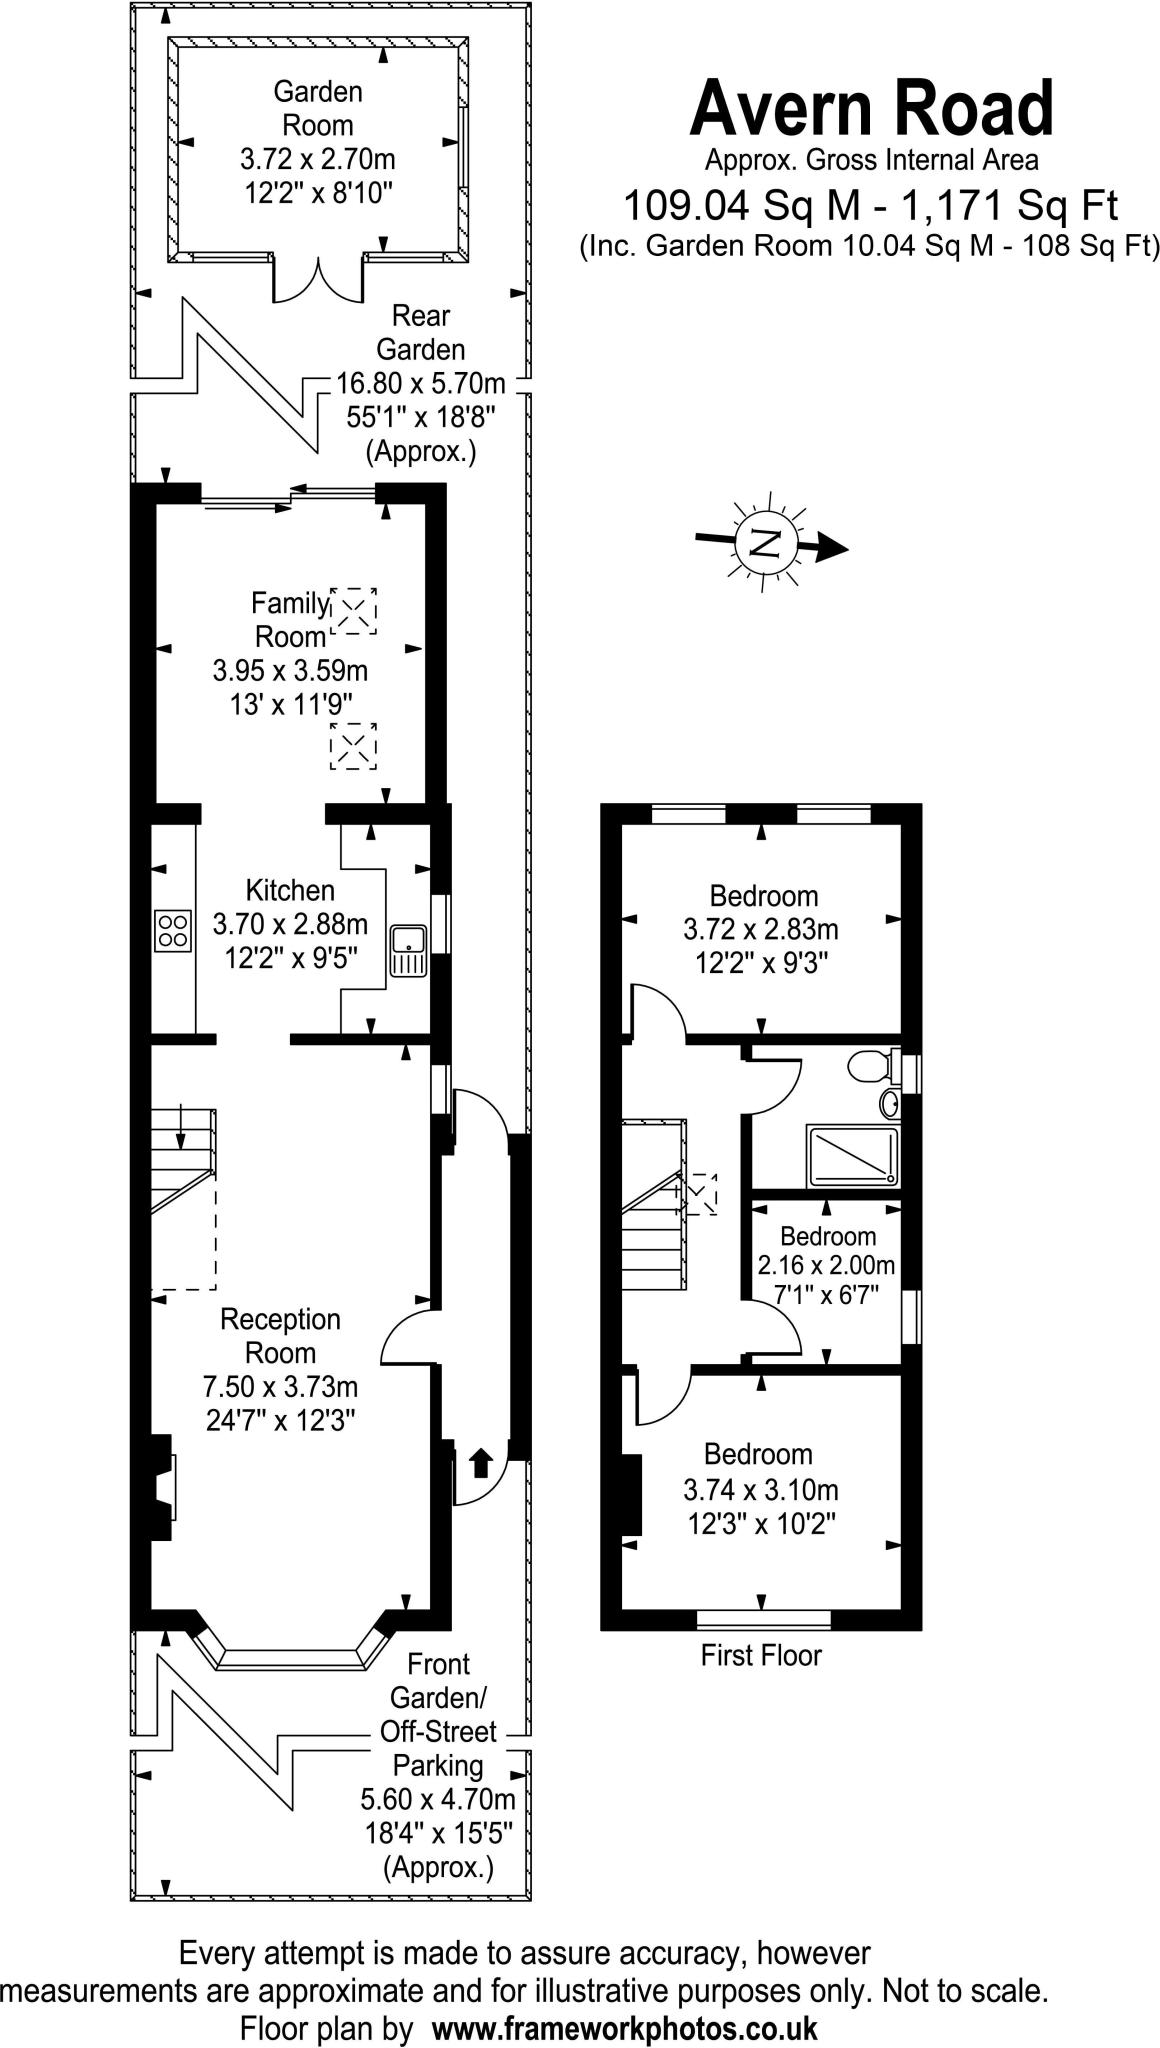 Avern Road
Approx. Gross Internal Area
109.04 Sq M - 1,171 Sq Ft
(Inc. Garden Room 10.04 Sq M - 108 Sq Ft)
Garden
Room
3.72 x 2.70m
12'2" x 8'10"
Rear
Garden
16.80 x 5.70m
55'1" x 18'8"
(Approx.)
N
Family
Room
3.95 x 3.59m
13' x 11'9"
Kitchen
3.70 x 2.88m
12'2" x 9'5"
Reception
Room
7.50 x 3.73m
24'7" x 12'3"
Front
Garden/
Off-Street
Parking
5.60 x 4.70m
18'4" x 15'5"
(Approx.)
Bedroom
3.72 x 2.83m
12'2" x 9'3"
Bedroom
2.16 x 2.00m
7'1" x 6'7"
Bedroom
3.74 x 3.10m
12'3" x 10'2"
First Floor
Every attempt is made to assure accuracy, however
measurements are approximate and for illustrative purposes only. Not to scale.
Floor plan by www.frameworkphotos.co.uk